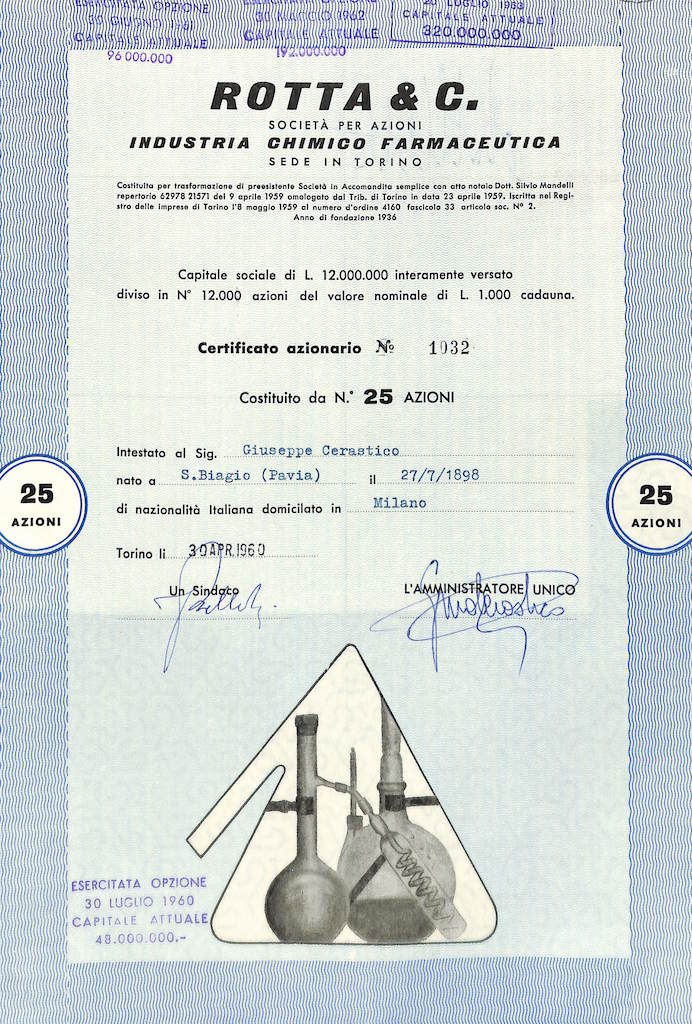 ESERCITATA OPZIONE
30 GIUGNO 1961
CAPITALE ATTUALE
96 000.000
30 MAGGIO 1962
CAPITALE ATTUALE
192.000.000
20 LUGLIO 1963
CAPITALE ATTUALE
320.000.000
ROTTA & C.
SOCIETÀ PER AZIONI
INDUSTRIA CHIMICO FARMACEUTICA
SEDE IN TORINO
Costituita per trasformazione di preesistente Società in Accomandita semplice con atto notaio Dott. Silvio Mandelli
repertorio 62978 21571 del 9 aprile 1959 omologato dal Trib. di Torino in data 23 aprile 1959. Iscritta nel Regi-
stro delle imprese di Torino l'8 maggio 1959 al numero d'ordine 4160 fascicolo 33 articolo soc. N° 2.
Anno di fondazione 1936
Capitale sociale di L. 12.000.000 interamente versato
diviso in N° 12.000 azioni del valore nominale di L. 1.000 cadauna.
Certificato azionario № 1032
Costituito da N.° 25 AZIONI
Intestato al Sig. Giuseppe Cerastico
nato a S.Biagio (Pavia) il 27/7/1898
di nazionalità Italiana domicilato in Milano
25
AZIONI
25
AZIONI
Torino li 30 APR.1960
Un Sindaco
L'AMMINISTRATORE UNICO
ESERCITATA OPZIONE
30 LUGLIO 1960
CAPITALE ATTUALE
48.000.000.-